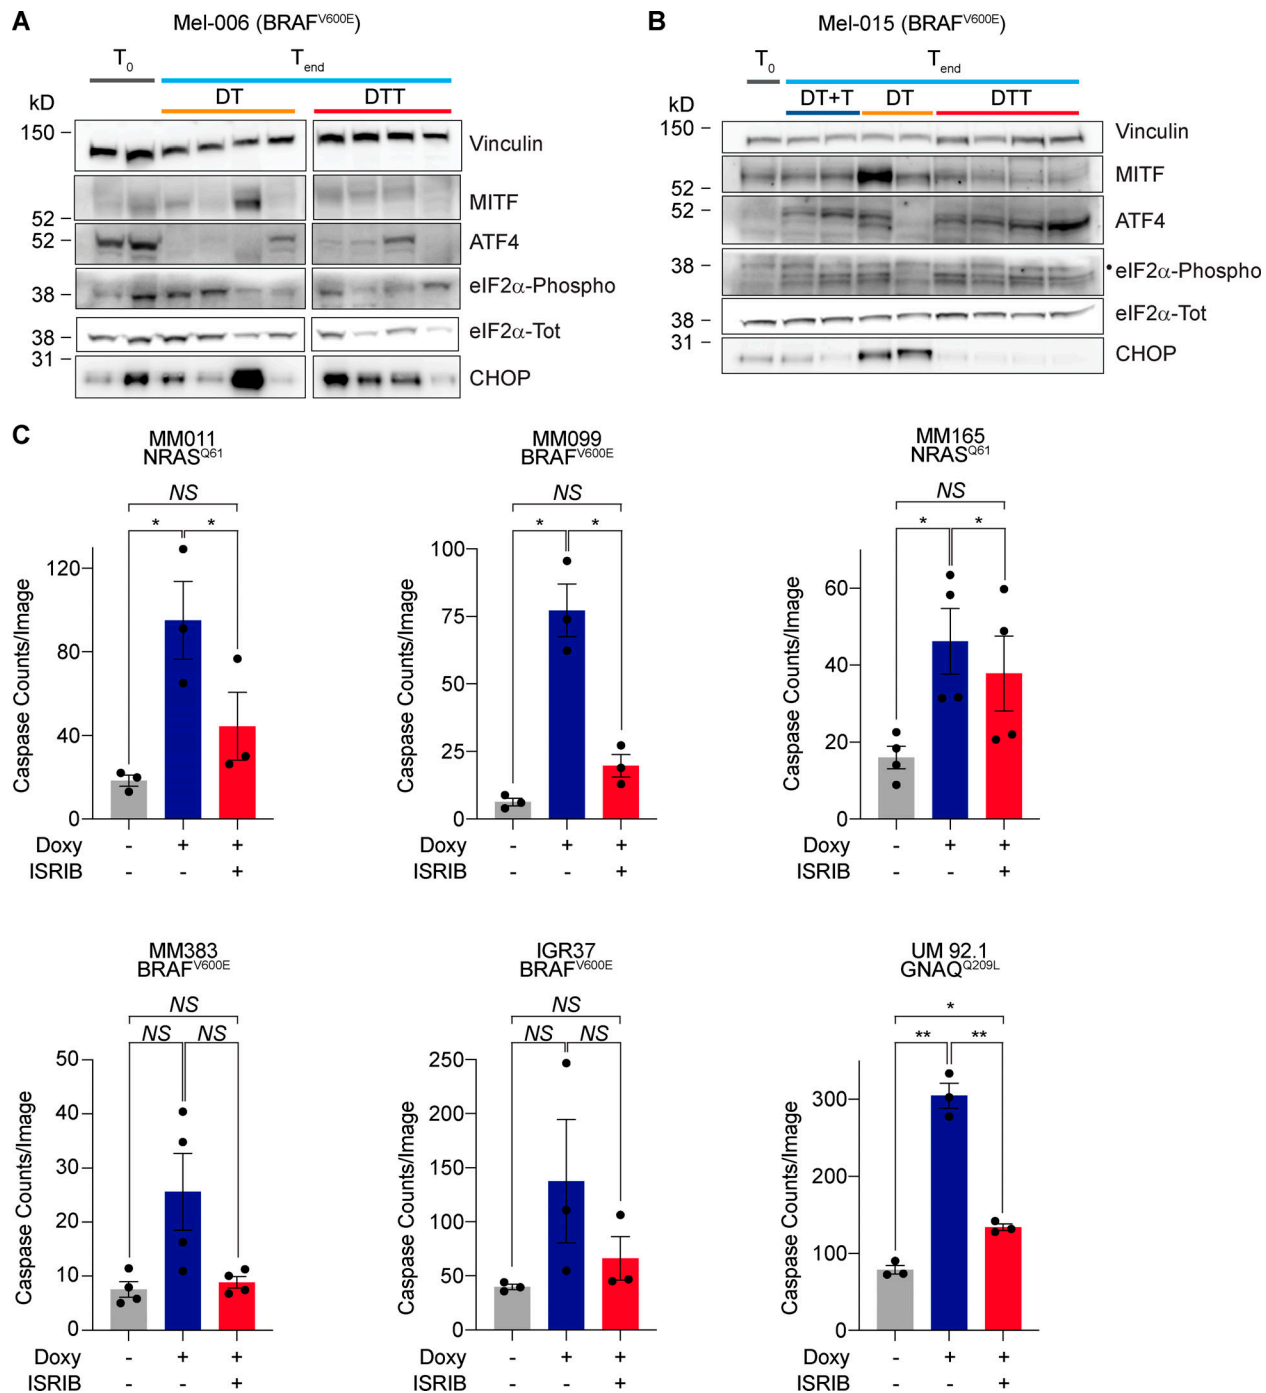 A
Mel-006 (BRAFV600E)
T0
Tend
DT
DTT
kD
150
52
52
38
38
31
Vinculin
MITF
ATF4
eIF2α-Phospho
eIF2α-Tot
CHOP
B
Mel-015 (BRAFV600E)
T0
Tend
DT+T
DT
DTT
kD
150
52
52
38
38
31
Vinculin
MITF
ATF4
•eIF2α-Phospho
eIF2α-Tot
CHOP
C
MM011
NRASQ61
NS
* *
Caspase Counts/Image
120
80
40
0
Doxy - + +
ISRIB - - +
MM099
BRAFV600E
NS
* *
Caspase Counts/Image
100
75
50
25
0
Doxy - + +
ISRIB - - +
MM165
NRASQ61
NS
* *
Caspase Counts/Image
60
40
20
0
Doxy - + +
ISRIB - - +
MM383
BRAFV600E
NS
NS NS
Caspase Counts/Image
50
40
30
20
10
0
Doxy - + +
ISRIB - - +
IGR37
BRAFV600E
NS
NS NS
Caspase Counts/Image
250
200
150
100
50
0
Doxy - + +
ISRIB - - +
UM 92.1
GNAQQ209L
*
** **
Caspase Counts/Image
300
200
100
0
Doxy - + +
ISRIB - - +